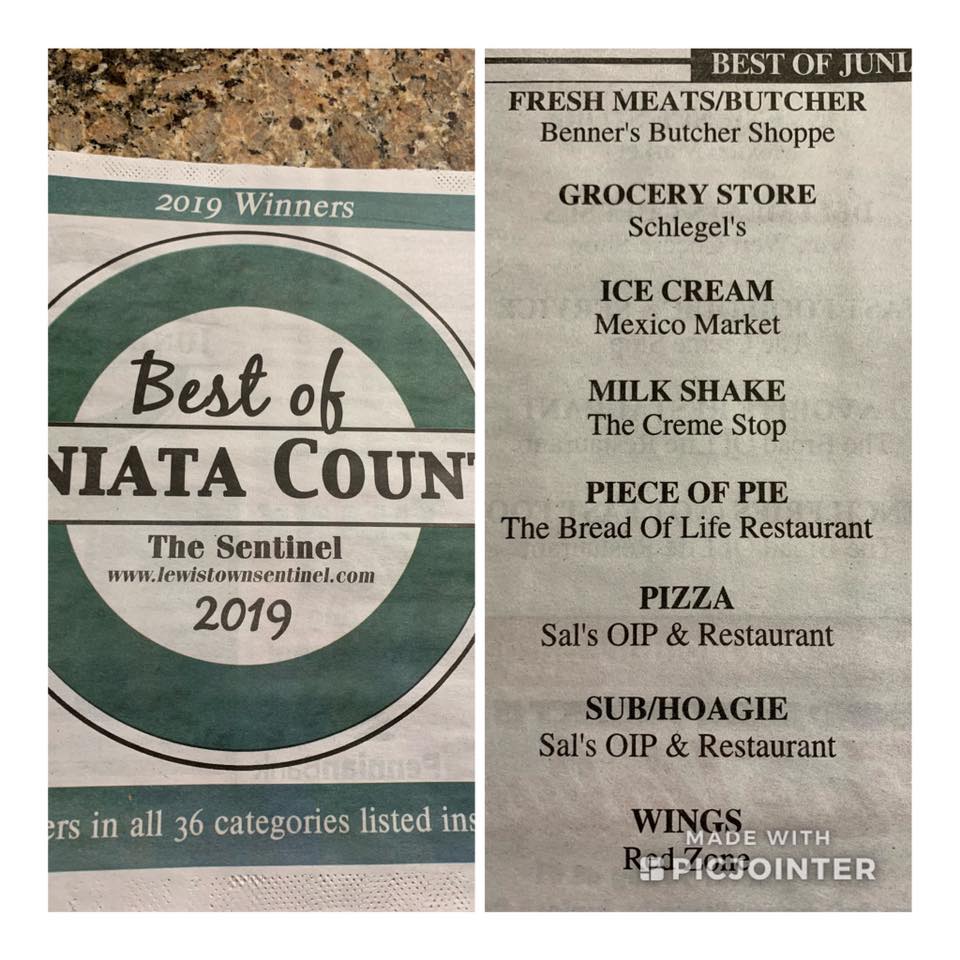 2019 Winners
Best of
NIATA COUNT
The Sentinel
www.lewistownsentinel.com
2019
ers in all 36 categories listed ins
BEST OF JUNI
FRESH MEATS/BUTCHER
Benner's Butcher Shoppe
GROCERY STORE
Schlegel's
ICE CREAM
Mexico Market
MILK SHAKE
The Creme Stop
PIECE OF PIE
The Bread Of Life Restaurant
PIZZA
Sal's OIP & Restaurant
SUB/HOAGIE
Sal's OIP & Restaurant
WINGS
Red Zone
MADE WITH
PICJOINTER